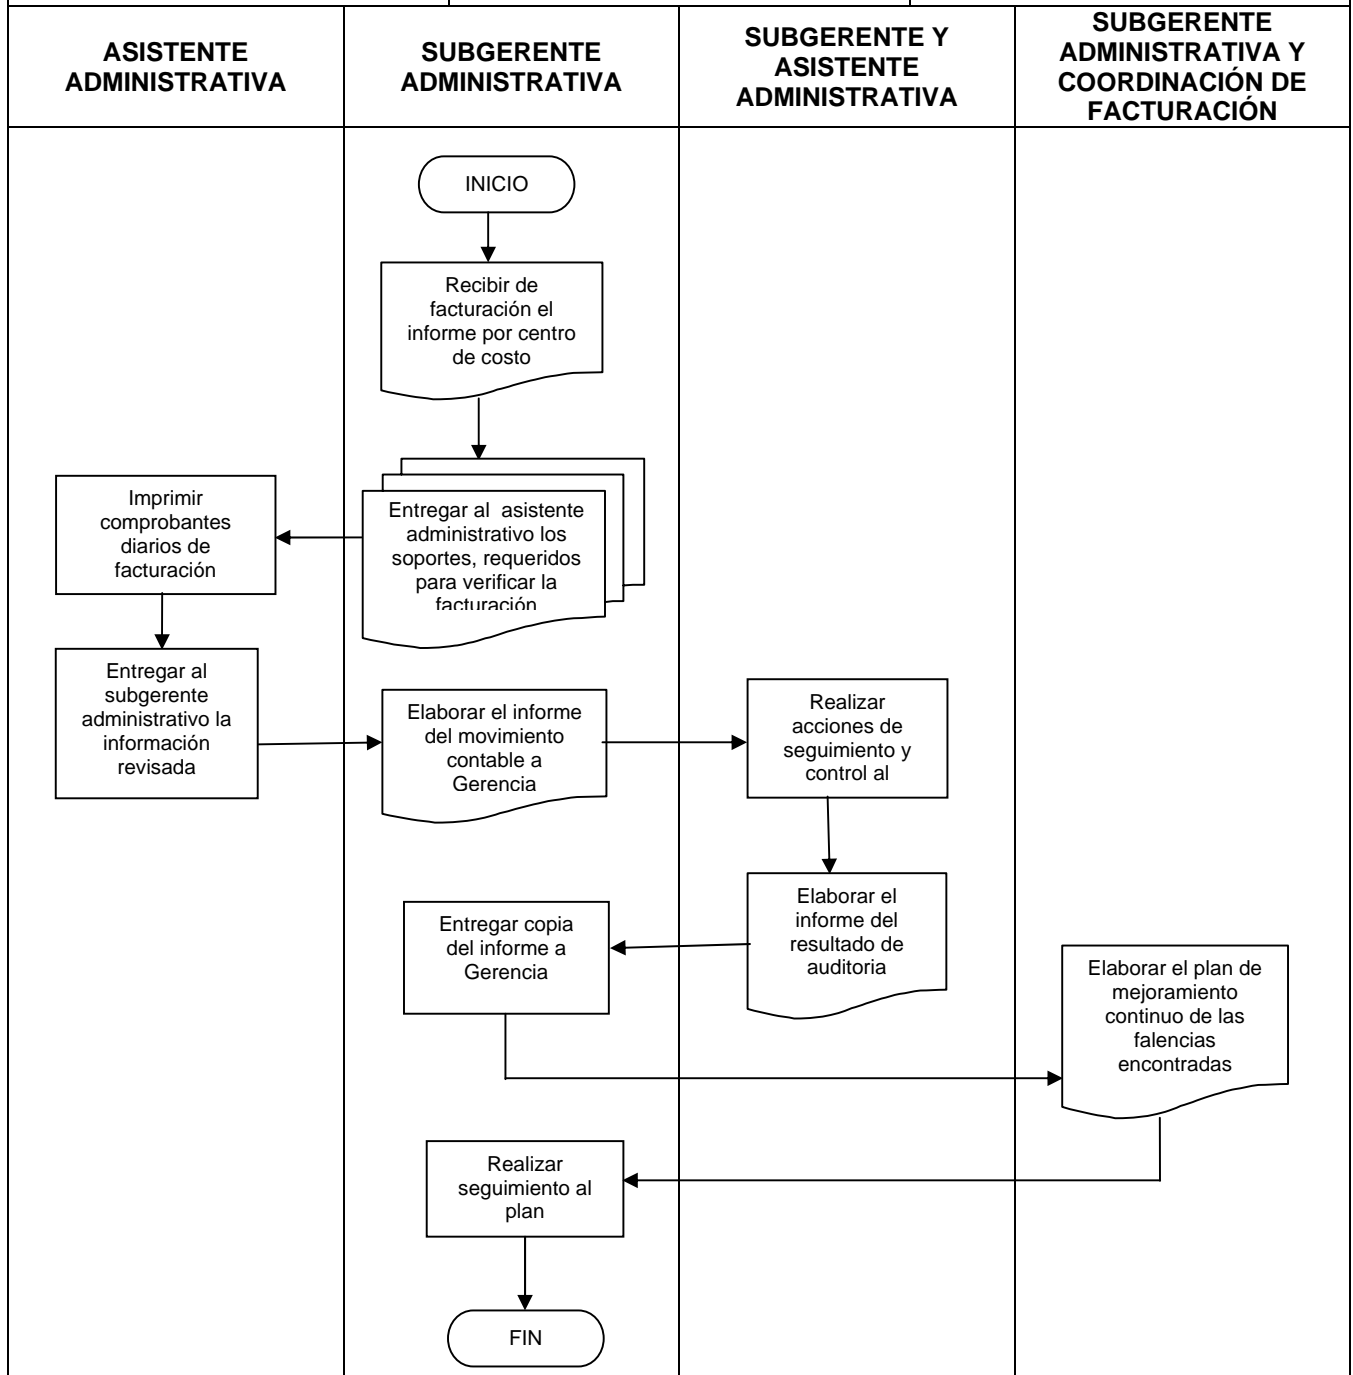 ASISTENTE
ADMINISTRATIVA
SUBGERENTE
ADMINISTRATIVA
SUBGERENTE Y
ASISTENTE
ADMINISTRATIVA
SUBGERENTE
ADMINISTRATIVA Y
COORDINACIÓN DE
FACTURACIÓN
INICIO
Recibir de
facturación el
informe por centro
de costo
Entregar al asistente
administrativo los
soportes, requeridos
para verificar la
facturación
Imprimir
comprobantes
diarios de
facturación
Entregar al
subgerente
administrativo la
información
revisada
Elaborar el informe
del movimiento
contable a
Gerencia
Realizar
acciones de
seguimiento y
control al
Elaborar el
informe del
resultado de
auditoria
Entregar copia
del informe a
Gerencia
Elaborar el plan de
mejoramiento
continuo de las
falencias
encontradas
Realizar
seguimiento al
plan
FIN